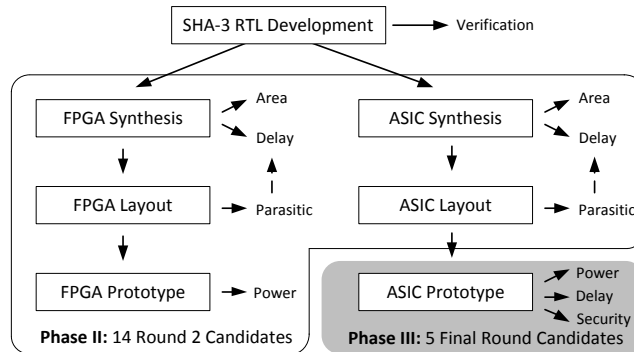 SHA-3 RTL Development
Verification
FPGA Synthesis
Area
Delay
ASIC Synthesis
Area
Delay
FPGA Layout
Parasitic
ASIC Layout
Parasitic
FPGA Prototype
Power
ASIC Prototype
Power
Delay
Security
Phase II: 14 Round 2 Candidates
Phase III: 5 Final Round Candidates